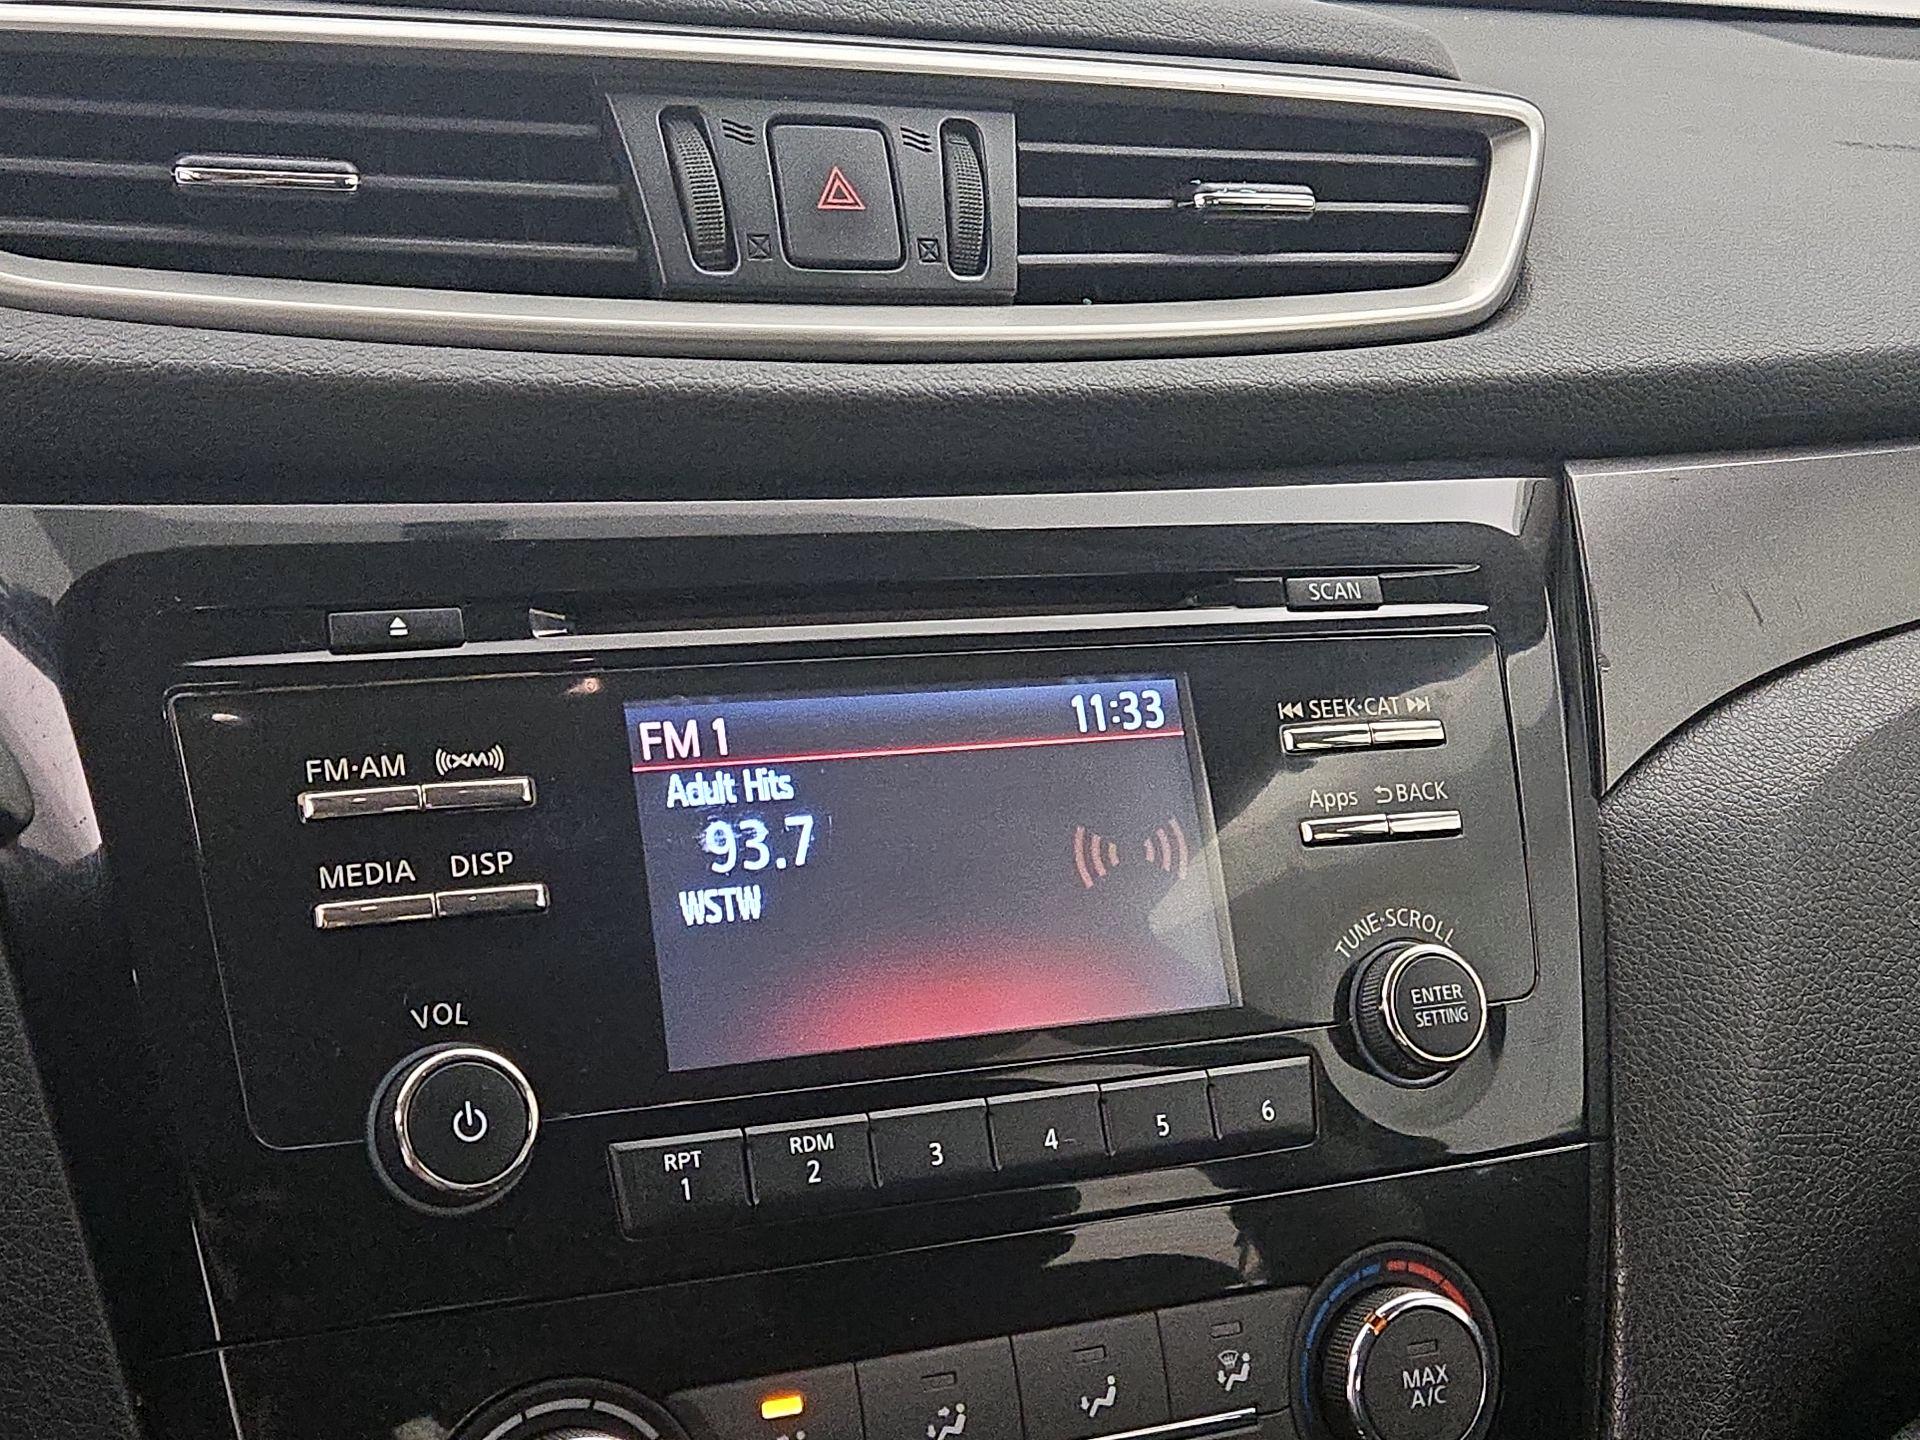 SCAN
FM 1 11:33
Adult Hits
93.7
WSTW
FM·AM ((XM))
MEDIA DISP
VOL
SEEK·CAT
Apps BACK
TUNE·SCROLL
ENTER
SETTING
RPT
1
RDM
2
3
4
5
6
MAX
A/C